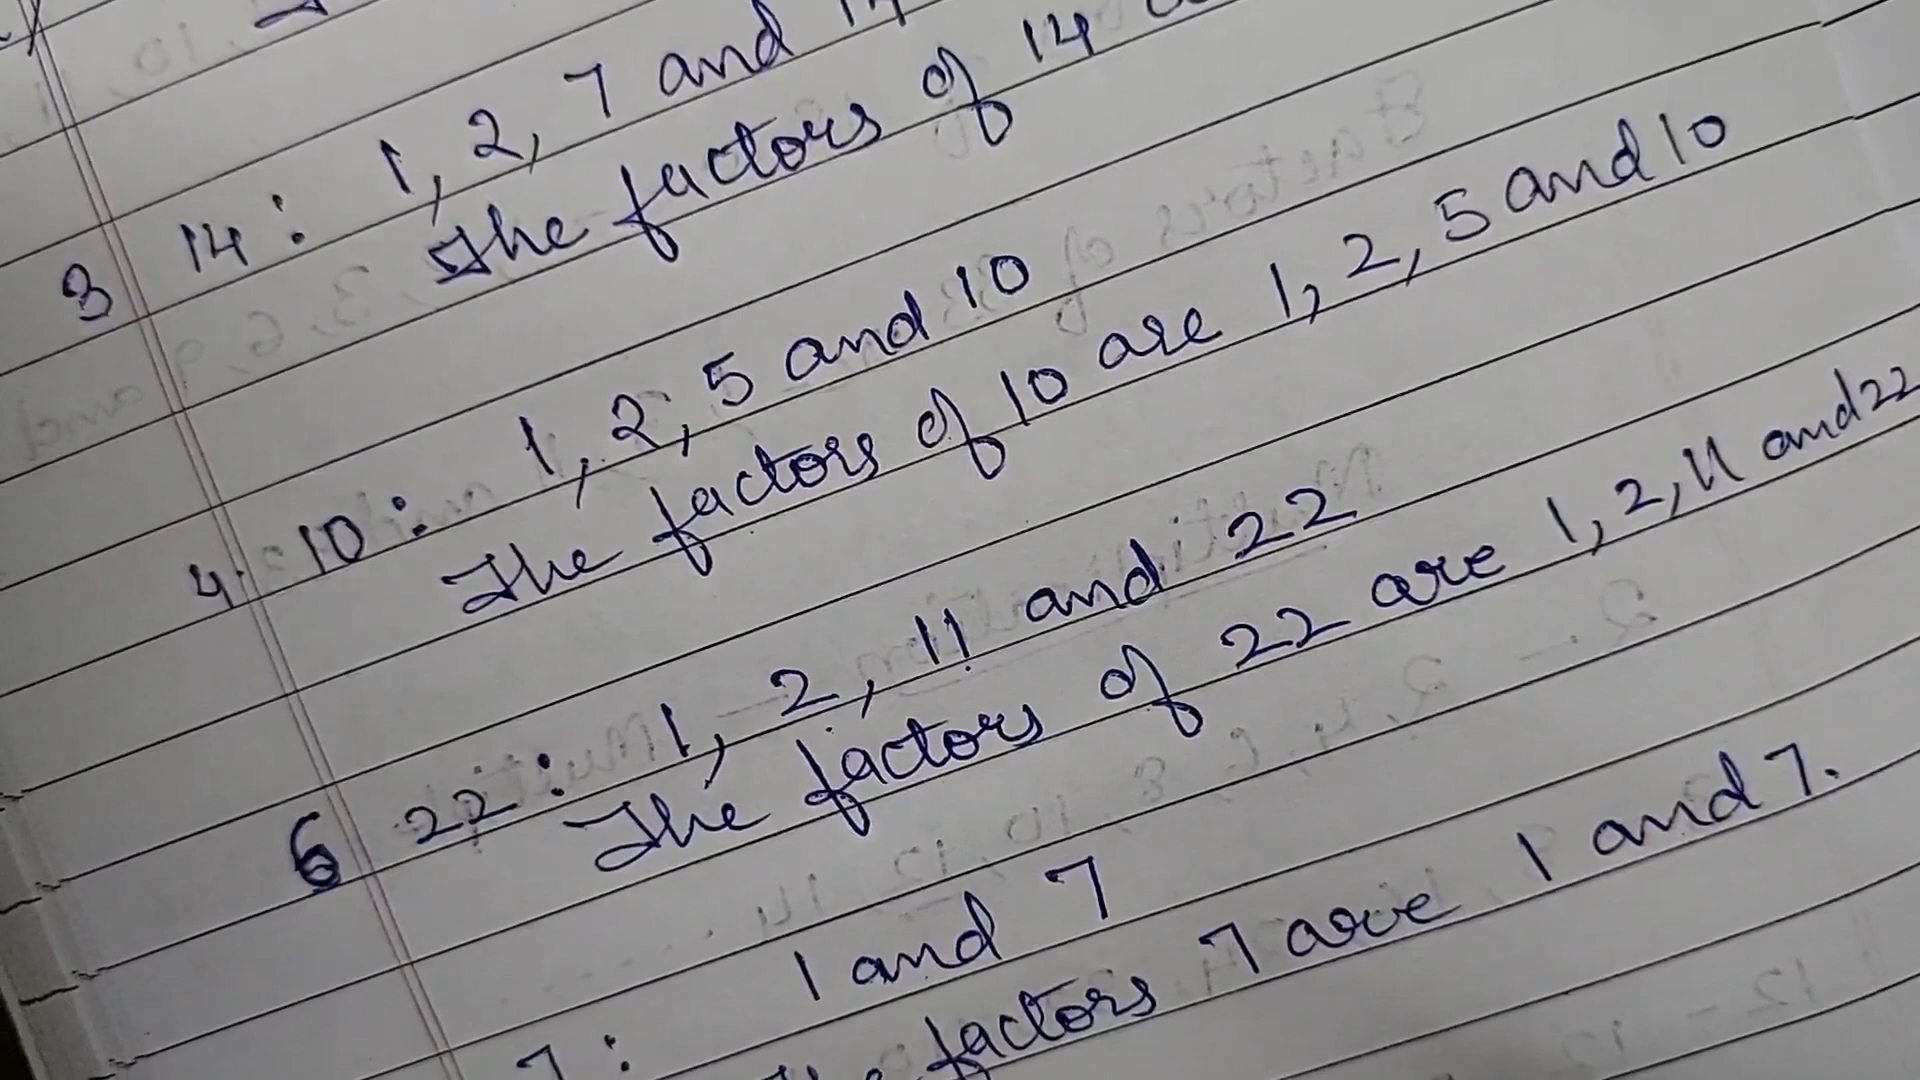 3 14: 1, 2, 7 and 14
The factors of 14
4. 10: 1, 2, 5 and 10
The factors of 10 are 1, 2, 5 and 10
6 22: 1, 2, 11 and 22
The factors of 22 are 1, 2, 11 and 22
7: 1 and 7
factors 7 are 1 and 7.